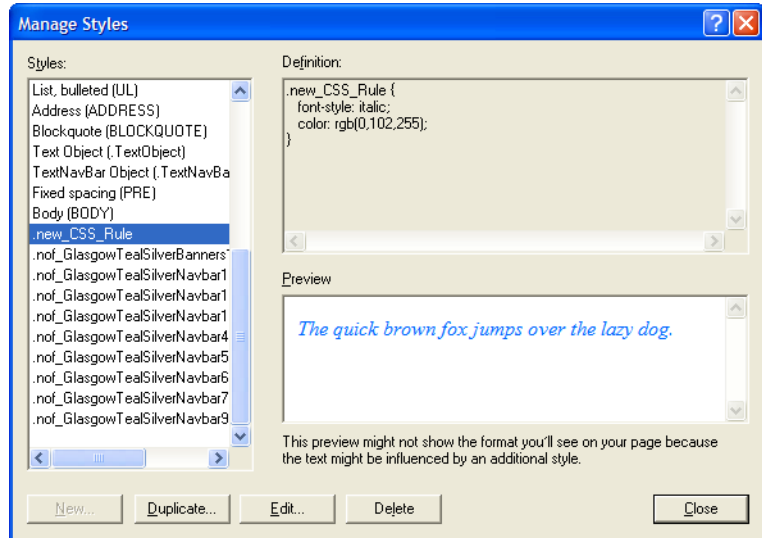 Manage Styles
Styles:
List, bulleted (UL)
Address (ADDRESS)
Blockquote (BLOCKQUOTE)
Text Object (.TextObject)
TextNavBar Object (.TextNavBa
Fixed spacing (PRE)
Body (BODY)
.new_CSS_Rule
.nof_GlasgowTealSilverBanners
.nof_GlasgowTealSilverNavbar1
.nof_GlasgowTealSilverNavbar1
.nof_GlasgowTealSilverNavbar1
.nof_GlasgowTealSilverNavbar4
.nof_GlasgowTealSilverNavbar5
.nof_GlasgowTealSilverNavbar6
.nof_GlasgowTealSilverNavbar7
.nof_GlasgowTealSilverNavbar9
Definition:
.new_CSS_Rule {
font-style: italic;
color: rgb(0,102,255);
}
Preview
The quick brown fox jumps over the lazy dog.
This preview might not show the format you'll see on your page because
the text might be influenced by an additional style.
New... Duplicate... Edit... Delete Close